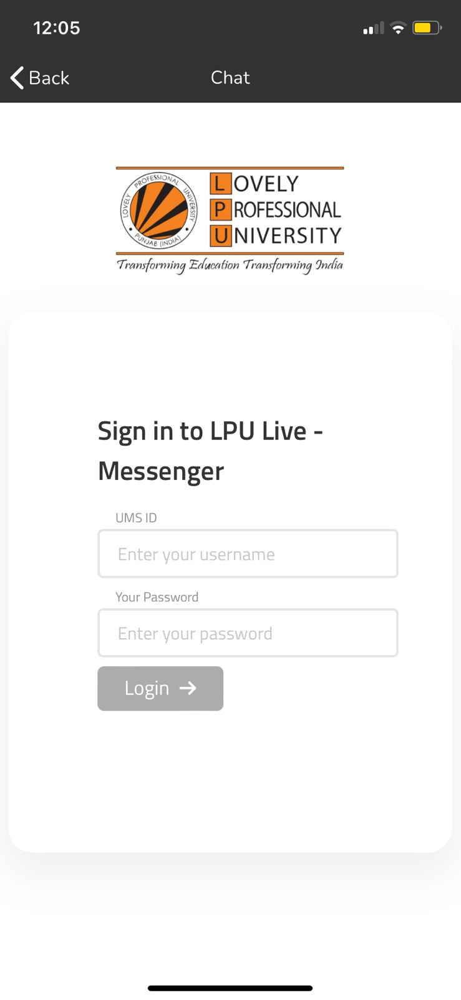 12:05
Back
Chat
LOVELY PROFESSIONAL UNIVERSITY
PUNJAB (INDIA)
LOVELY
PROFESSIONAL
UNIVERSITY
Transforming Education Transforming India
Sign in to LPU Live -
Messenger
UMS ID
Enter your username
Your Password
Enter your password
Login